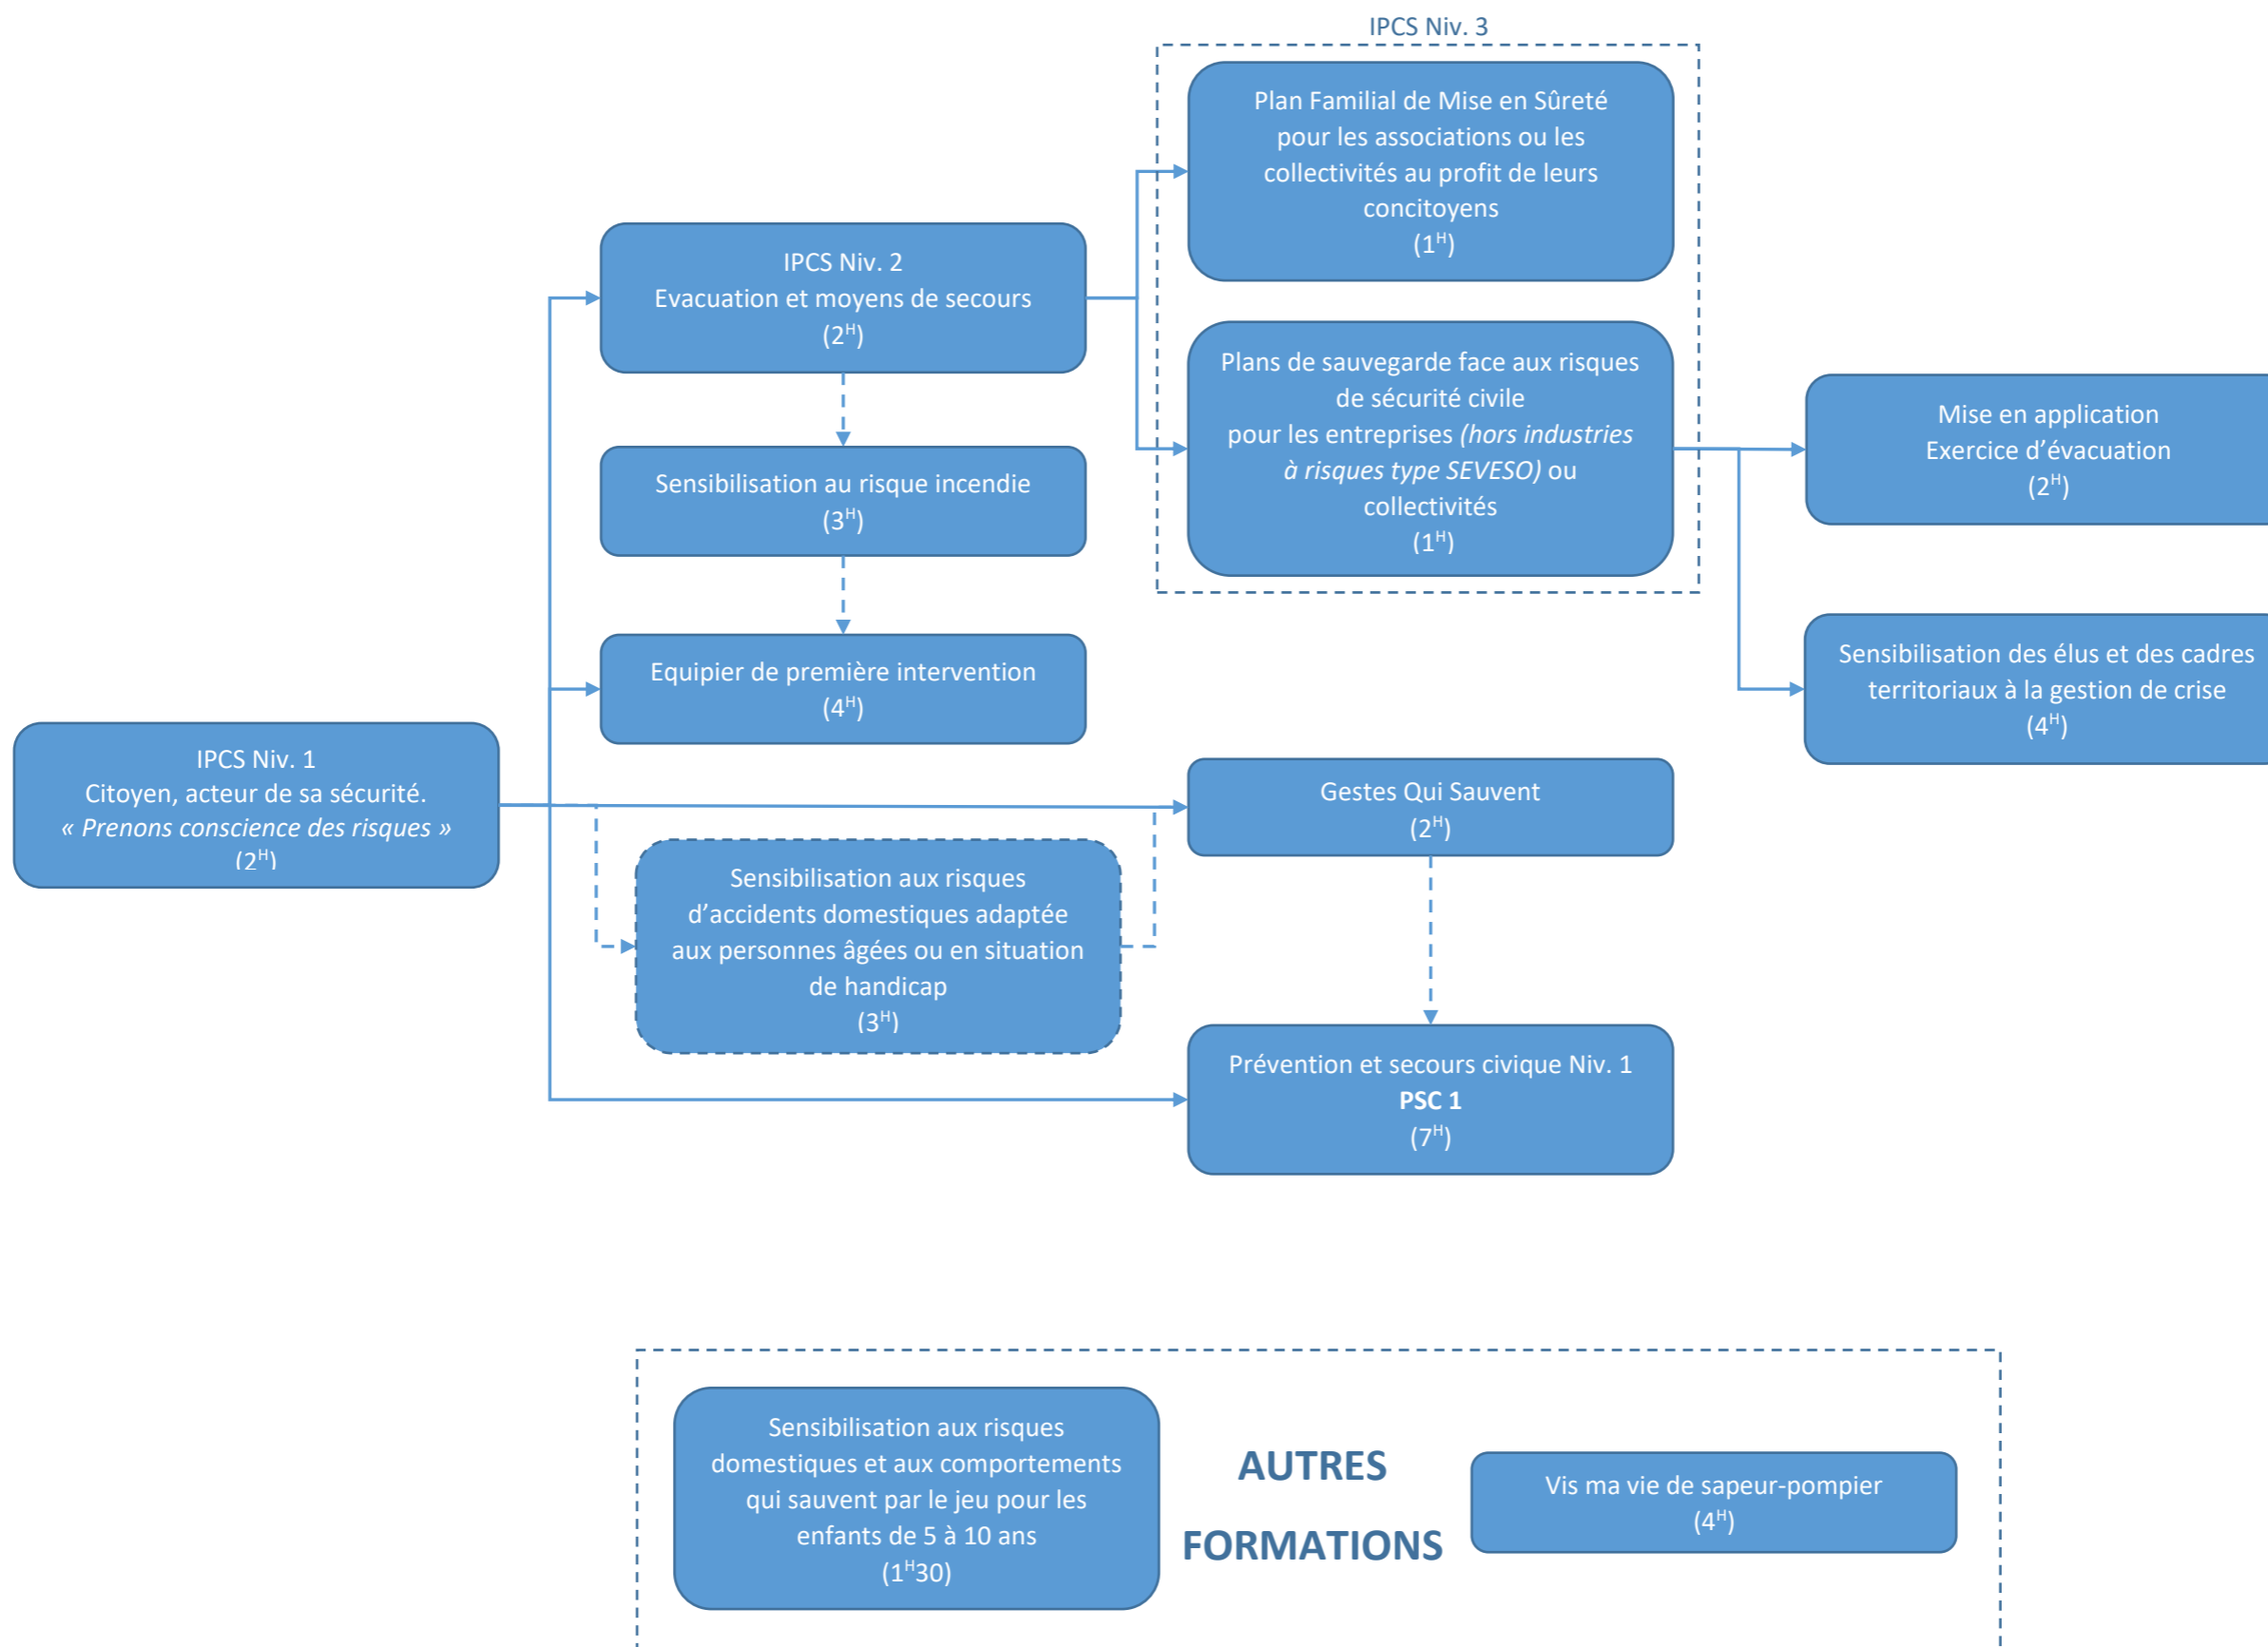 IPCS Niv. 3
Plan Familial de Mise en Sûreté
pour les associations ou les
collectivités au profit de leurs
concitoyens
(1H)
IPCS Niv. 2
Evacuation et moyens de secours
(2H)
Plans de sauvegarde face aux risques
de sécurité civile
pour les entreprises (hors industries
à risques type SEVESO) ou
collectivités
(1H)
Mise en application
Exercice d’évacuation
(2H)
Sensibilisation au risque incendie
(3H)
Equipier de première intervention
(4H)
Sensibilisation des élus et des cadres
territoriaux à la gestion de crise
(4H)
IPCS Niv. 1
Citoyen, acteur de sa sécurité.
« Prenons conscience des risques »
(2H)
Gestes Qui Sauvent
(2H)
Sensibilisation aux risques
d’accidents domestiques adaptée
aux personnes âgées ou en situation
de handicap
(3H)
Prévention et secours civique Niv. 1
PSC 1
(7H)
Sensibilisation aux risques
domestiques et aux comportements
qui sauvent par le jeu pour les
enfants de 5 à 10 ans
(1H30)
AUTRES
FORMATIONS
Vis ma vie de sapeur-pompier
(4H)